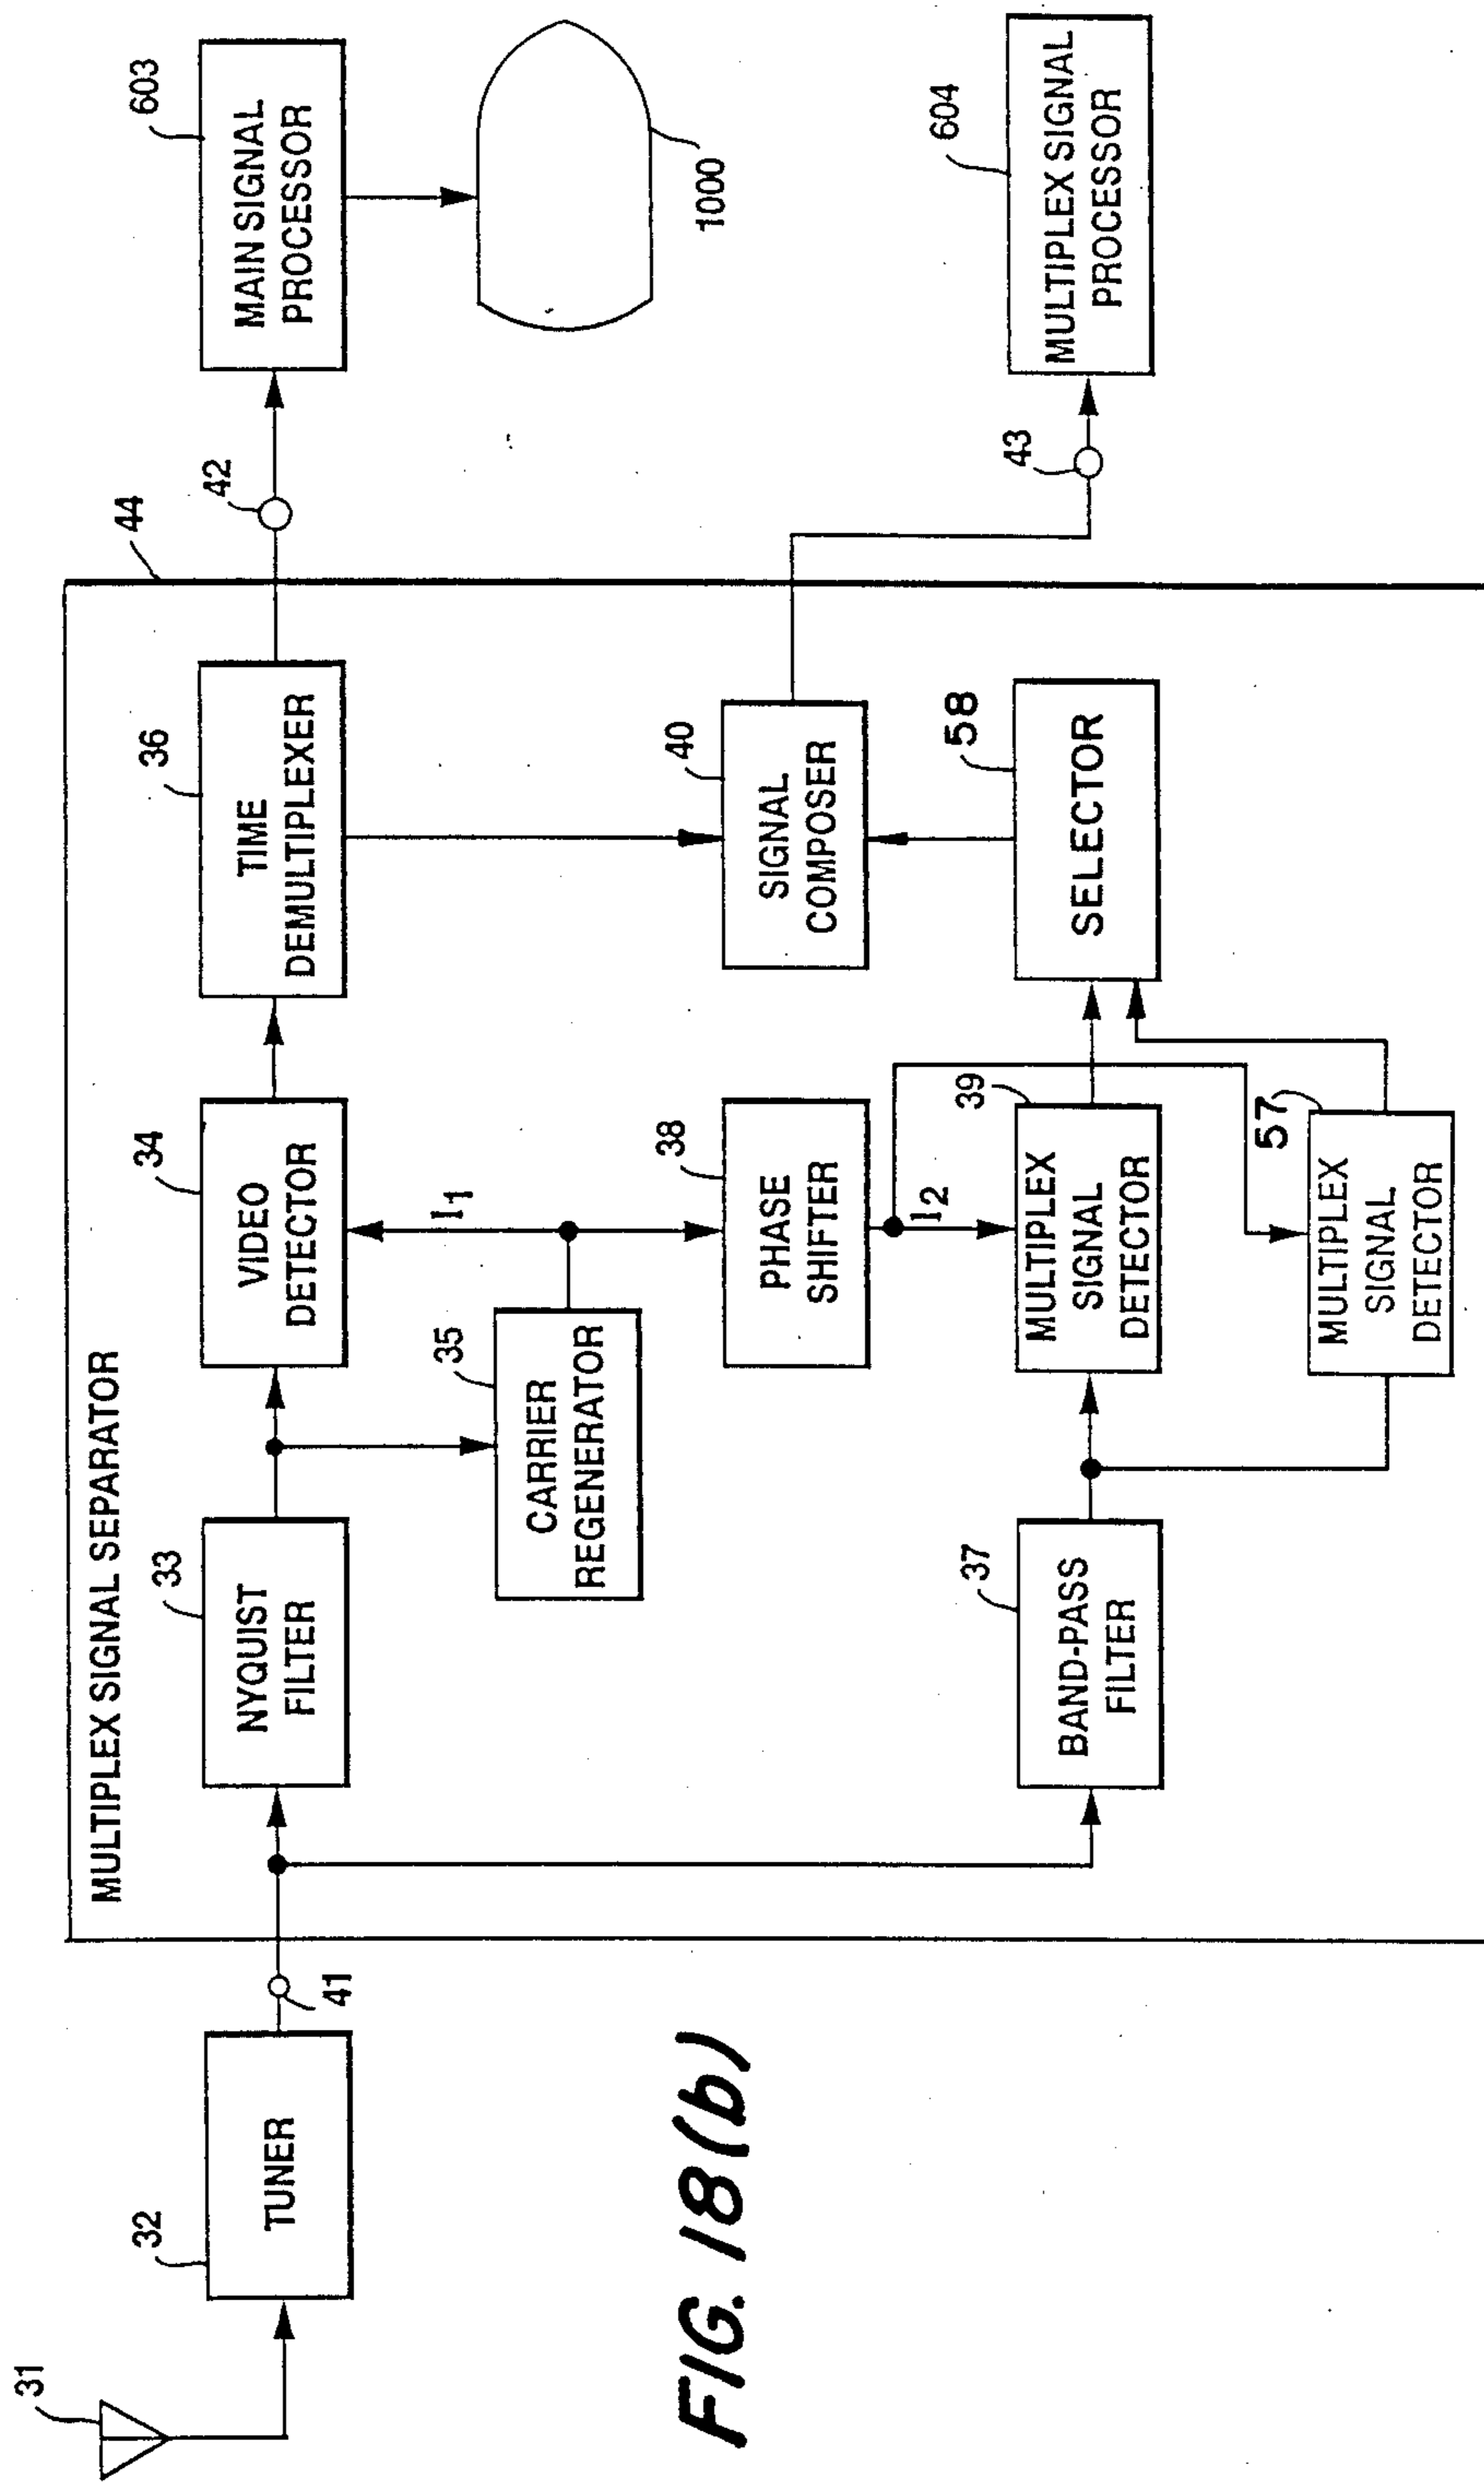 MULTIPLEX SIGNAL SEPARATOR
44
31
32
TUNER
41
33
NYQUIST
FILTER
34
VIDEO
DETECTOR
36
TIME
DEMULTIPLEXER
42
603
MAIN SIGNAL
PROCESSOR
1000
35
CARRIER
REGENERATOR
I1
38
PHASE
SHIFTER
I2
40
SIGNAL
COMPOSER
43
604
MULTIPLEX SIGNAL
PROCESSOR
37
BAND-PASS
FILTER
39
MULTIPLEX
SIGNAL
DETECTOR
58
SELECTOR
57
MULTIPLEX
SIGNAL
DETECTOR
FIG. 18(b)